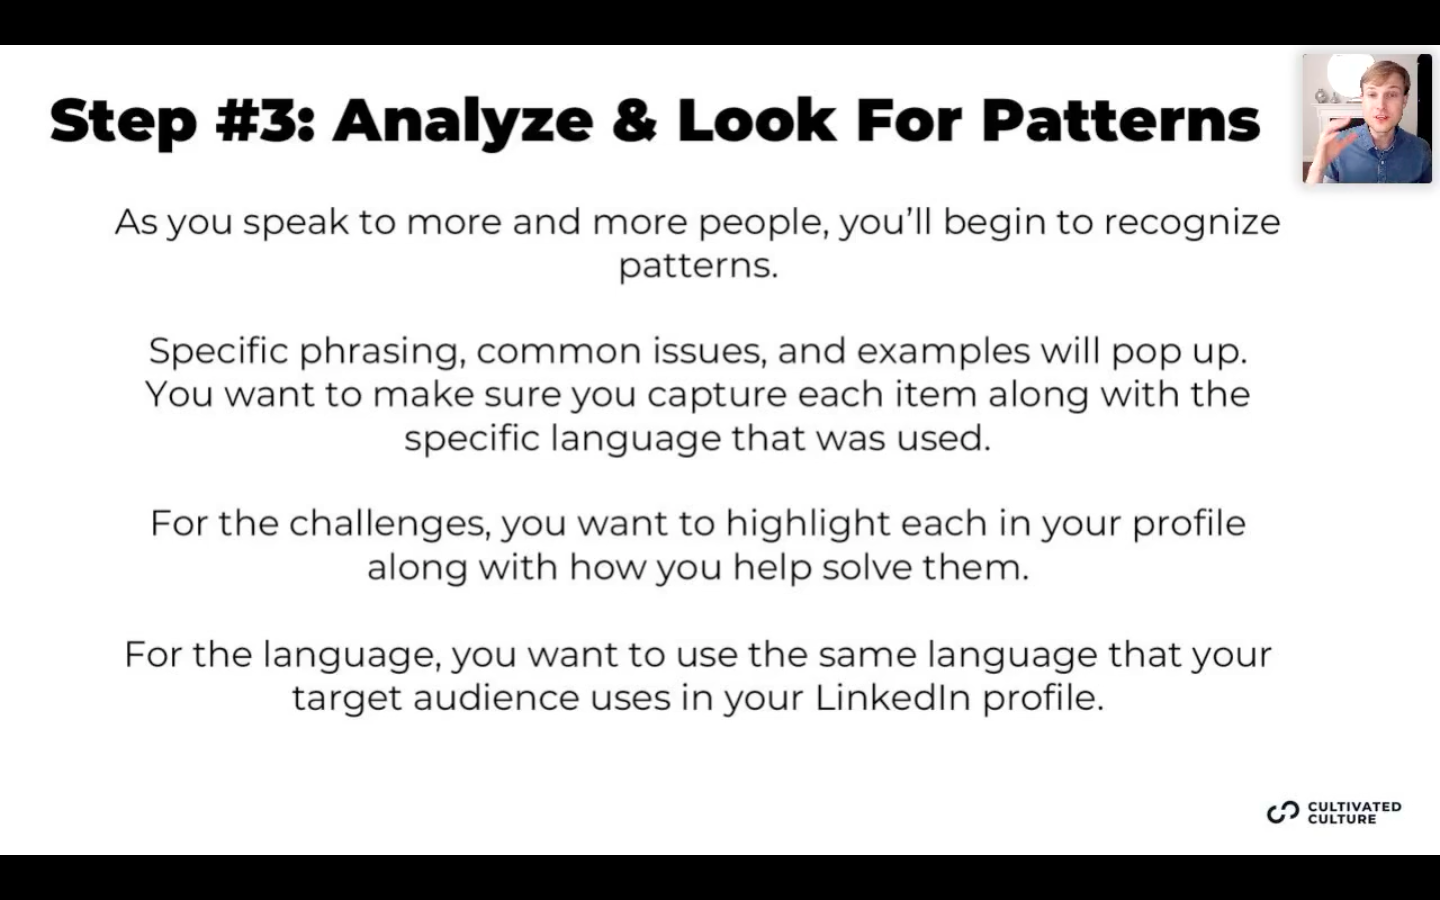 Step #3: Analyze & Look For Patterns
As you speak to more and more people, you’ll begin to recognize
patterns.
Specific phrasing, common issues, and examples will pop up.
You want to make sure you capture each item along with the
specific language that was used.
For the challenges, you want to highlight each in your profile
along with how you help solve them.
For the language, you want to use the same language that your
target audience uses in your LinkedIn profile.
CULTIVATED
CULTURE